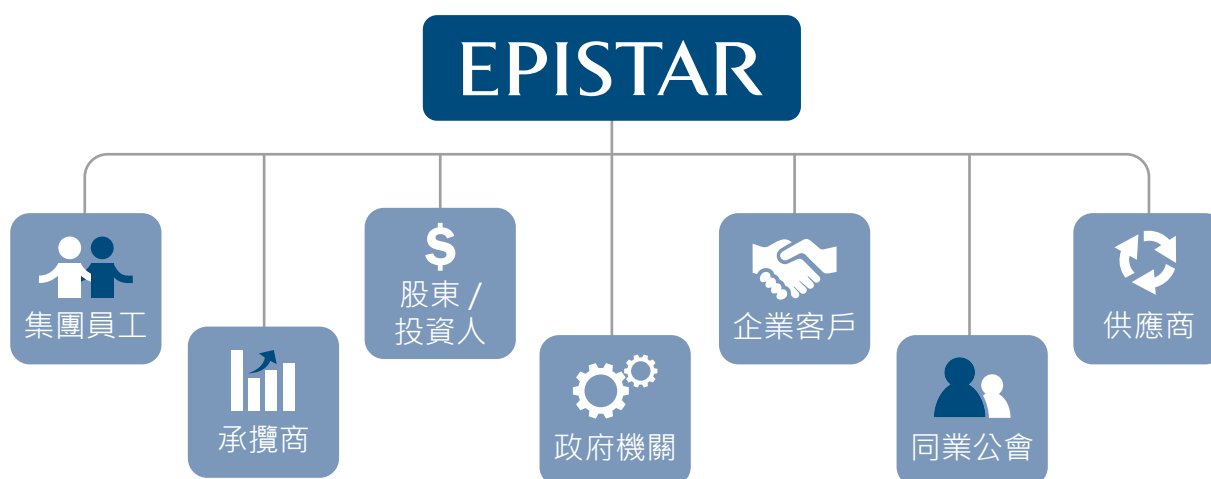 EPISTAR
集團員工
承攬商
$
股東 /
投資人
政府機關
企業客戶
同業公會
供應商